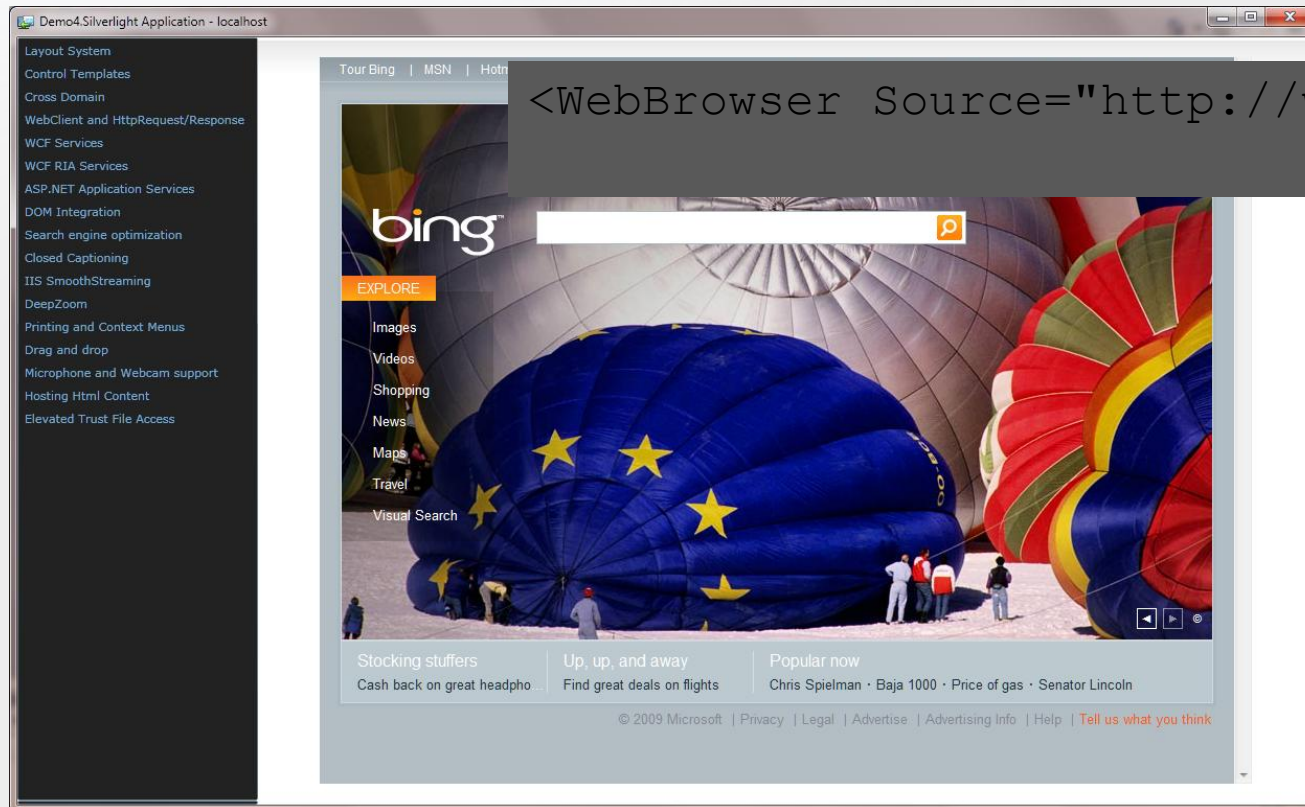 Demo4.Silverlight Application - localhost
Layout System
Control Templates
Cross Domain
WebClient and HttpRequest/Response
WCF Services
WCF RIA Services
ASP.NET Application Services
DOM Integration
Search engine optimization
Closed Captioning
IIS SmoothStreaming
DeepZoom
Printing and Context Menus
Drag and drop
Microphone and Webcam support
Hosting Html Content
Elevated Trust File Access
Tour Bing | MSN |
<WebBrowser Source="http://
bing™
EXPLORE
Images
Videos
Shopping
News
Maps
Travel
Visual Search
Stocking stuffers
Cash back on great headpho...
Up, up, and away
Find great deals on flights
Popular now
Chris Spielman · Baja 1000 · Price of gas · Senator Lincoln
© 2009 Microsoft | Privacy | Legal | Advertise | Advertising Info | Help | Tell us what you think